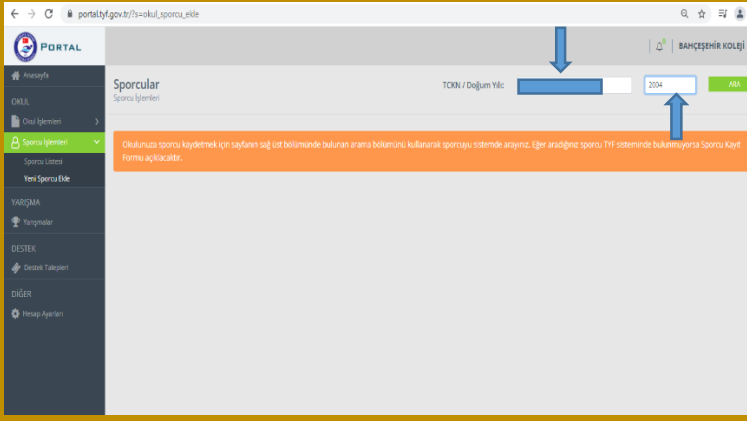 portal.tyf.gov.tr/?s=okul_sporcu_ekle
PORTAL
BAHÇEŞEHİR KOLEJİ
Anasayfa
OKUL
Okul İşlemleri
Sporcu İşlemleri
Sporcu Listesi
Yeni Sporcu Ekle
YARIŞMA
Yarışmalar
DESTEK
Destek Talepleri
DİĞER
Hesap Ayarları
Sporcular
Sporcu İşlemleri
TCKN / Doğum Yılı:
2004
ARA
Okulunuza sporcu kaydetmek için sayfanın sağ üst bölümünde bulunan arama bölümünü kullanarak sporcuyu sistemde arayınız. Eğer aradığınız sporcu TYF sisteminde bulunmuyorsa Sporcu Kayıt
Formu açılacaktır.